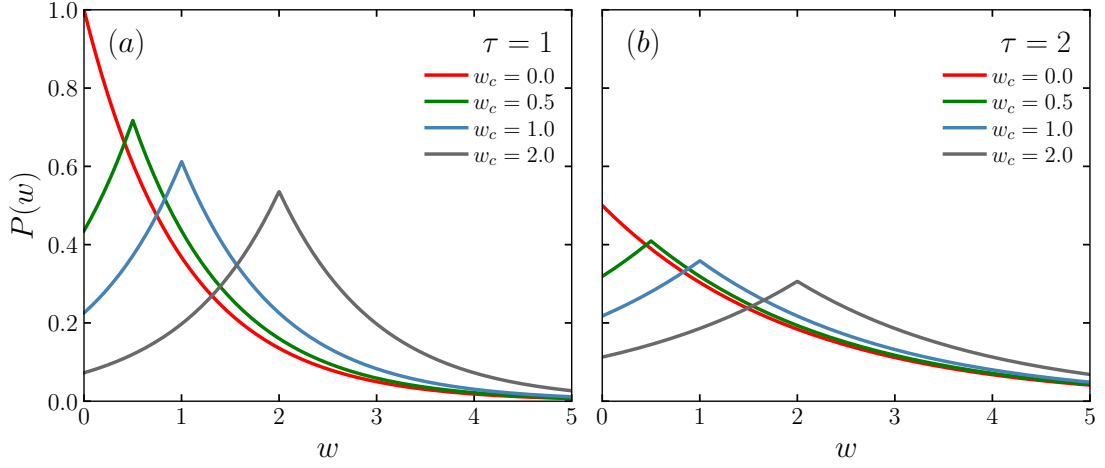 (a)
τ = 1
w_c = 0.0
w_c = 0.5
w_c = 1.0
w_c = 2.0
P(w)
1.0
0.8
0.6
0.4
0.2
0.0
0 1 2 3 4 5
w
(b)
τ = 2
w_c = 0.0
w_c = 0.5
w_c = 1.0
w_c = 2.0
0 1 2 3 4 5
w